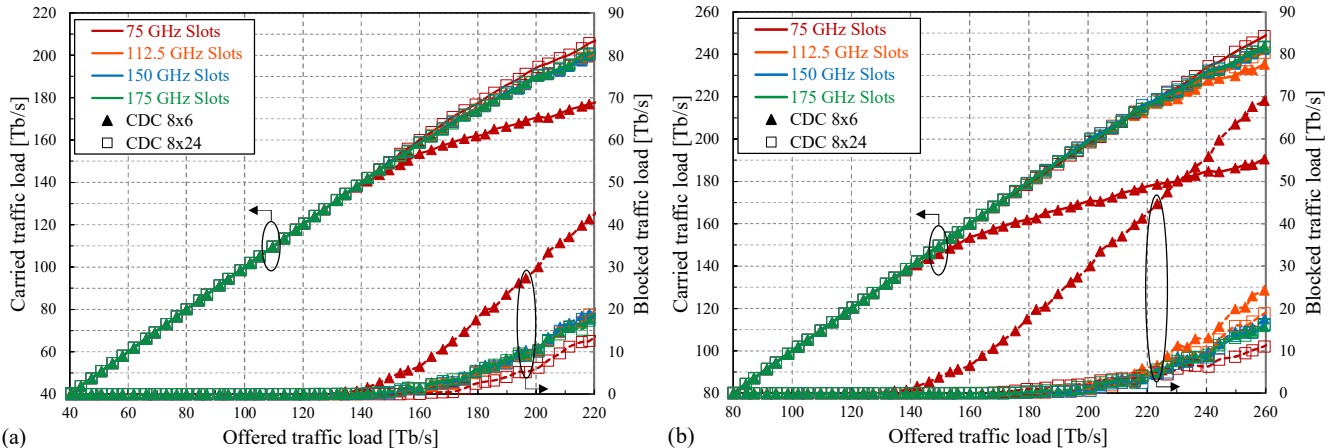 75 GHz Slots
112.5 GHz Slots
150 GHz Slots
175 GHz Slots
CDC 8x6
CDC 8x24
Carried traffic load [Tb/s]
220
200
180
160
140
120
100
80
60
40
90
80
70
60
50
40
30
20
10
0
Blocked traffic load [Tb/s]
40 60 80 100 120 140 160 180 200 220
(a)
Offered traffic load [Tb/s]
75 GHz Slots
112.5 GHz Slots
150 GHz Slots
175 GHz Slots
CDC 8x6
CDC 8x24
Carried traffic load [Tb/s]
260
240
220
200
180
160
140
120
100
80
90
80
70
60
50
40
30
20
10
0
Blocked traffic load [Tb/s]
80 100 120 140 160 180 200 220 240 260
(b)
Offered traffic load [Tb/s]